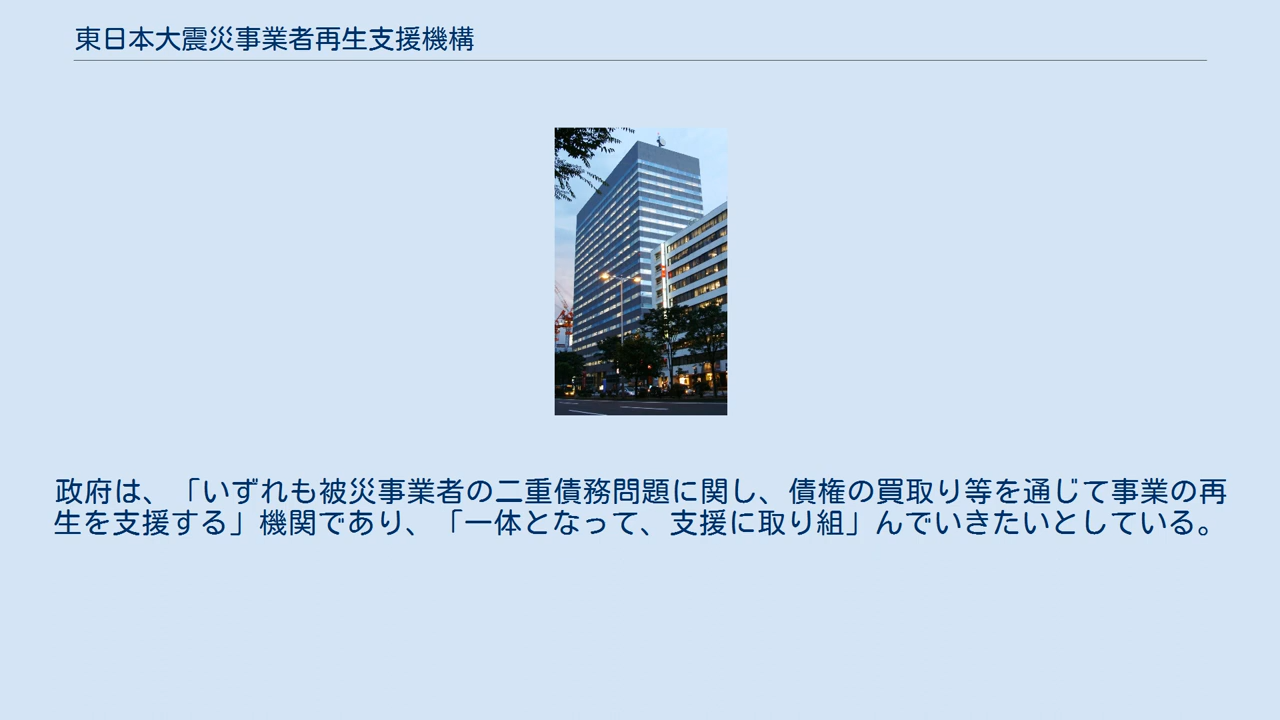 東日本大震災事業者再生支援機構
政府は、「いずれも被災事業者の二重債務問題に関し、債権の買取り等を通じて事業の再
生を支援する」機関であり、「一体となって、支援に取り組」んでいきたいとしている。